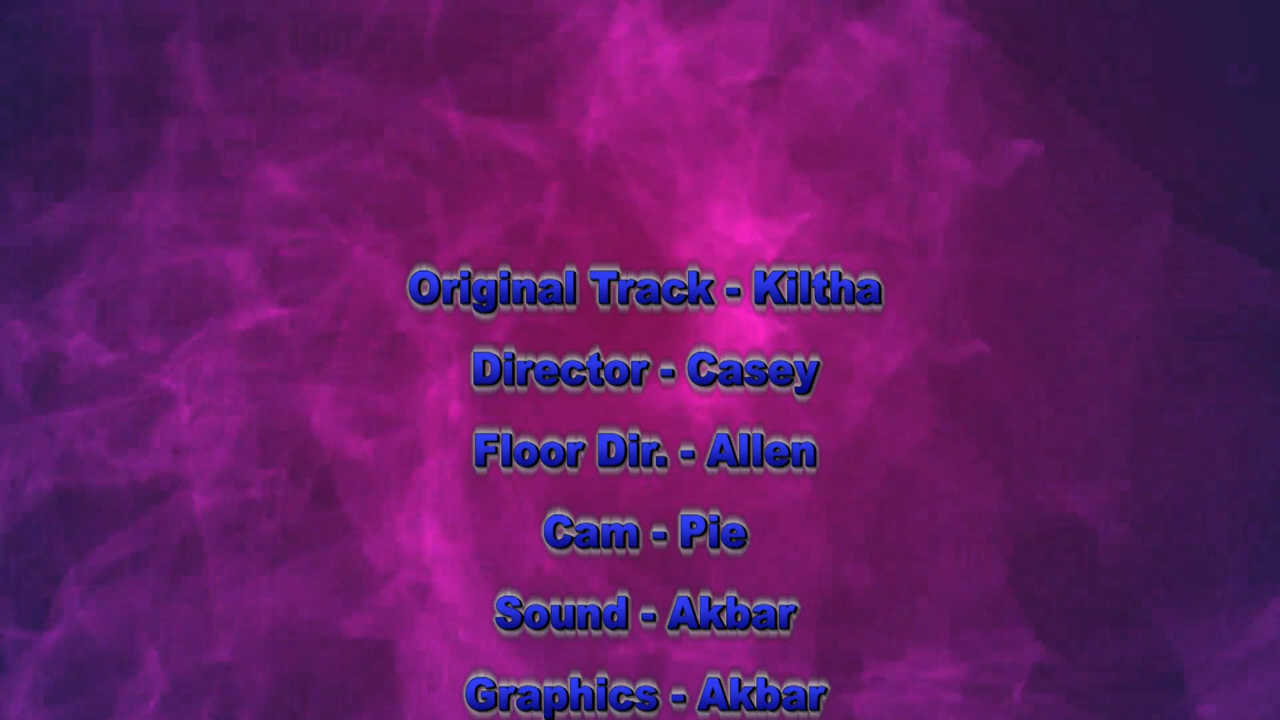 Original Track - Kiltha
Director - Casey
Floor Dir. - Allen
Cam - Pie
Sound - Akbar
Graphics - Akbar